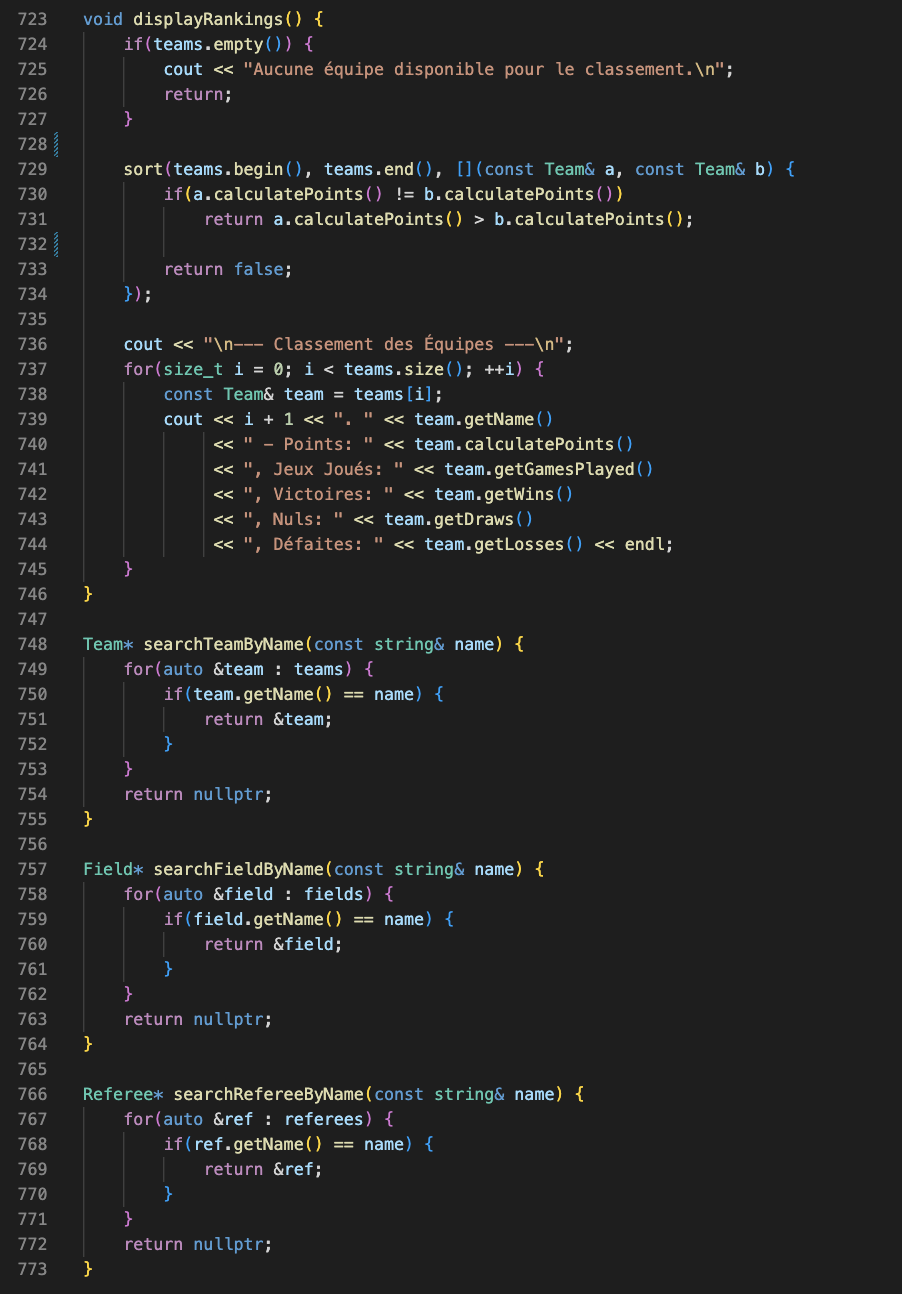 723 void displayRankings() {
724     if(teams.empty()) {
725         cout << "Aucune équipe disponible pour le classement.\n";
726         return;
727     }
728
729     sort(teams.begin(), teams.end(), [](const Team& a, const Team& b) {
730         if(a.calculatePoints() != b.calculatePoints())
731             return a.calculatePoints() > b.calculatePoints();
732
733         return false;
734     });
735
736     cout << "\n--- Classement des Équipes ---\n";
737     for(size_t i = 0; i < teams.size(); ++i) {
738         const Team& team = teams[i];
739         cout << i + 1 << ". " << team.getName()
740              << " - Points: " << team.calculatePoints()
741              << ", Jeux Joués: " << team.getGamesPlayed()
742              << ", Victoires: " << team.getWins()
743              << ", Nuls: " << team.getDraws()
744              << ", Défaites: " << team.getLosses() << endl;
745     }
746 }
747
748 Team* searchTeamByName(const string& name) {
749     for(auto &team : teams) {
750         if(team.getName() == name) {
751             return &team;
752         }
753     }
754     return nullptr;
755 }
756
757 Field* searchFieldByName(const string& name) {
758     for(auto &field : fields) {
759         if(field.getName() == name) {
760             return &field;
761         }
762     }
763     return nullptr;
764 }
765
766 Referee* searchRefereeByName(const string& name) {
767     for(auto &ref : referees) {
768         if(ref.getName() == name) {
769             return &ref;
770         }
771     }
772     return nullptr;
773 }